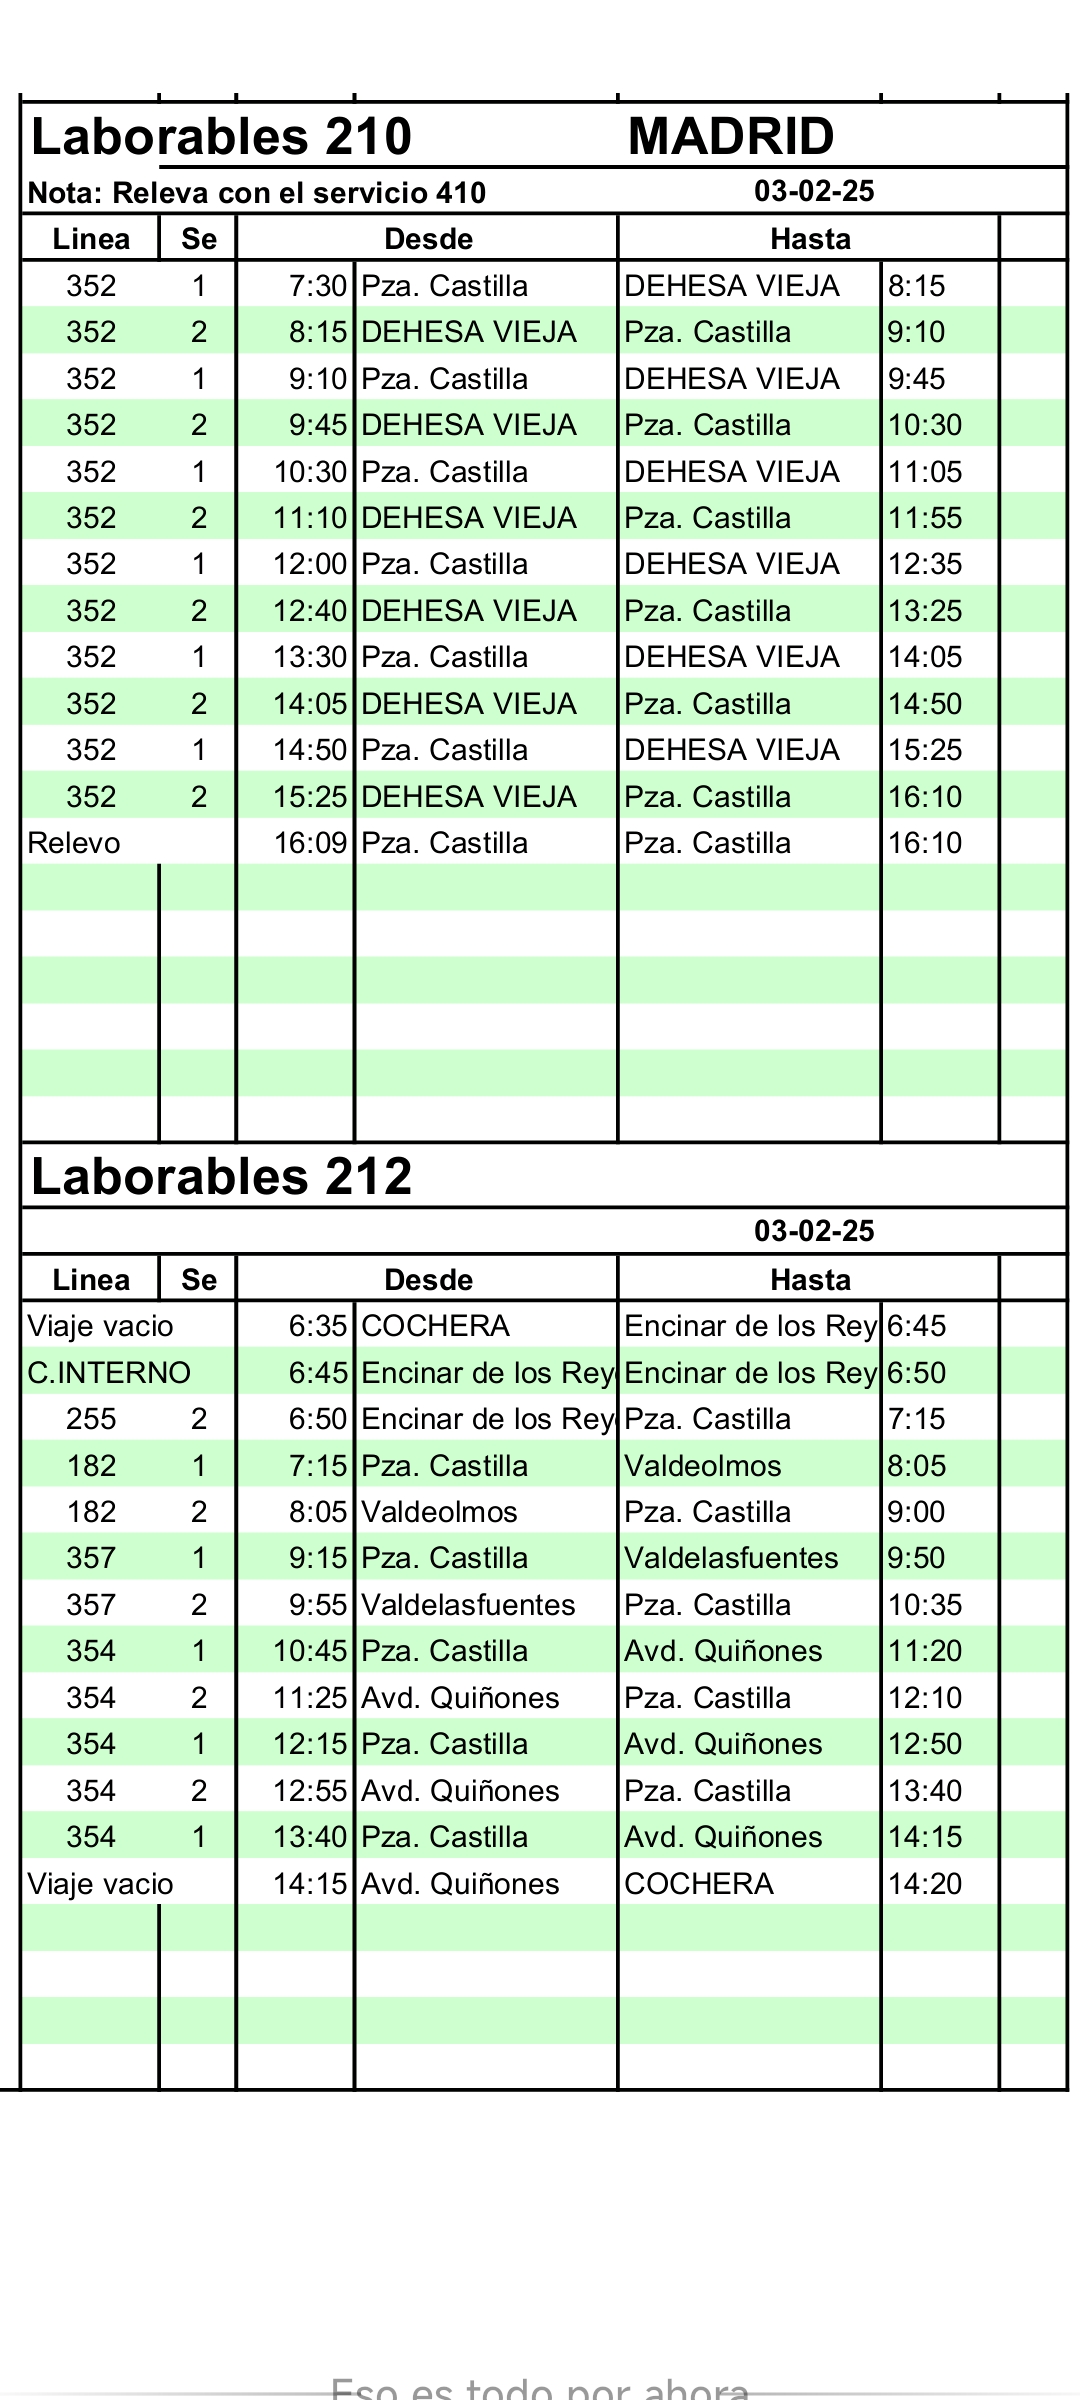 Laborables 210 MADRID
Nota: Releva con el servicio 410 03-02-25
Linea Se Desde Hasta
352 1 7:30 Pza. Castilla DEHESA VIEJA 8:15
352 2 8:15 DEHESA VIEJA Pza. Castilla 9:10
352 1 9:10 Pza. Castilla DEHESA VIEJA 9:45
352 2 9:45 DEHESA VIEJA Pza. Castilla 10:30
352 1 10:30 Pza. Castilla DEHESA VIEJA 11:05
352 2 11:10 DEHESA VIEJA Pza. Castilla 11:55
352 1 12:00 Pza. Castilla DEHESA VIEJA 12:35
352 2 12:40 DEHESA VIEJA Pza. Castilla 13:25
352 1 13:30 Pza. Castilla DEHESA VIEJA 14:05
352 2 14:05 DEHESA VIEJA Pza. Castilla 14:50
352 1 14:50 Pza. Castilla DEHESA VIEJA 15:25
352 2 15:25 DEHESA VIEJA Pza. Castilla 16:10
Relevo 16:09 Pza. Castilla Pza. Castilla 16:10
Laborables 212
03-02-25
Linea Se Desde Hasta
Viaje vacio 6:35 COCHERA Encinar de los Rey 6:45
C.INTERNO 6:45 Encinar de los Rey Encinar de los Rey 6:50
255 2 6:50 Encinar de los Rey Pza. Castilla 7:15
182 1 7:15 Pza. Castilla Valdeolmos 8:05
182 2 8:05 Valdeolmos Pza. Castilla 9:00
357 1 9:15 Pza. Castilla Valdelasfuentes 9:50
357 2 9:55 Valdelasfuentes Pza. Castilla 10:35
354 1 10:45 Pza. Castilla Avd. Quiñones 11:20
354 2 11:25 Avd. Quiñones Pza. Castilla 12:10
354 1 12:15 Pza. Castilla Avd. Quiñones 12:50
354 2 12:55 Avd. Quiñones Pza. Castilla 13:40
354 1 13:40 Pza. Castilla Avd. Quiñones 14:15
Viaje vacio 14:15 Avd. Quiñones COCHERA 14:20
Eso es todo por ahora